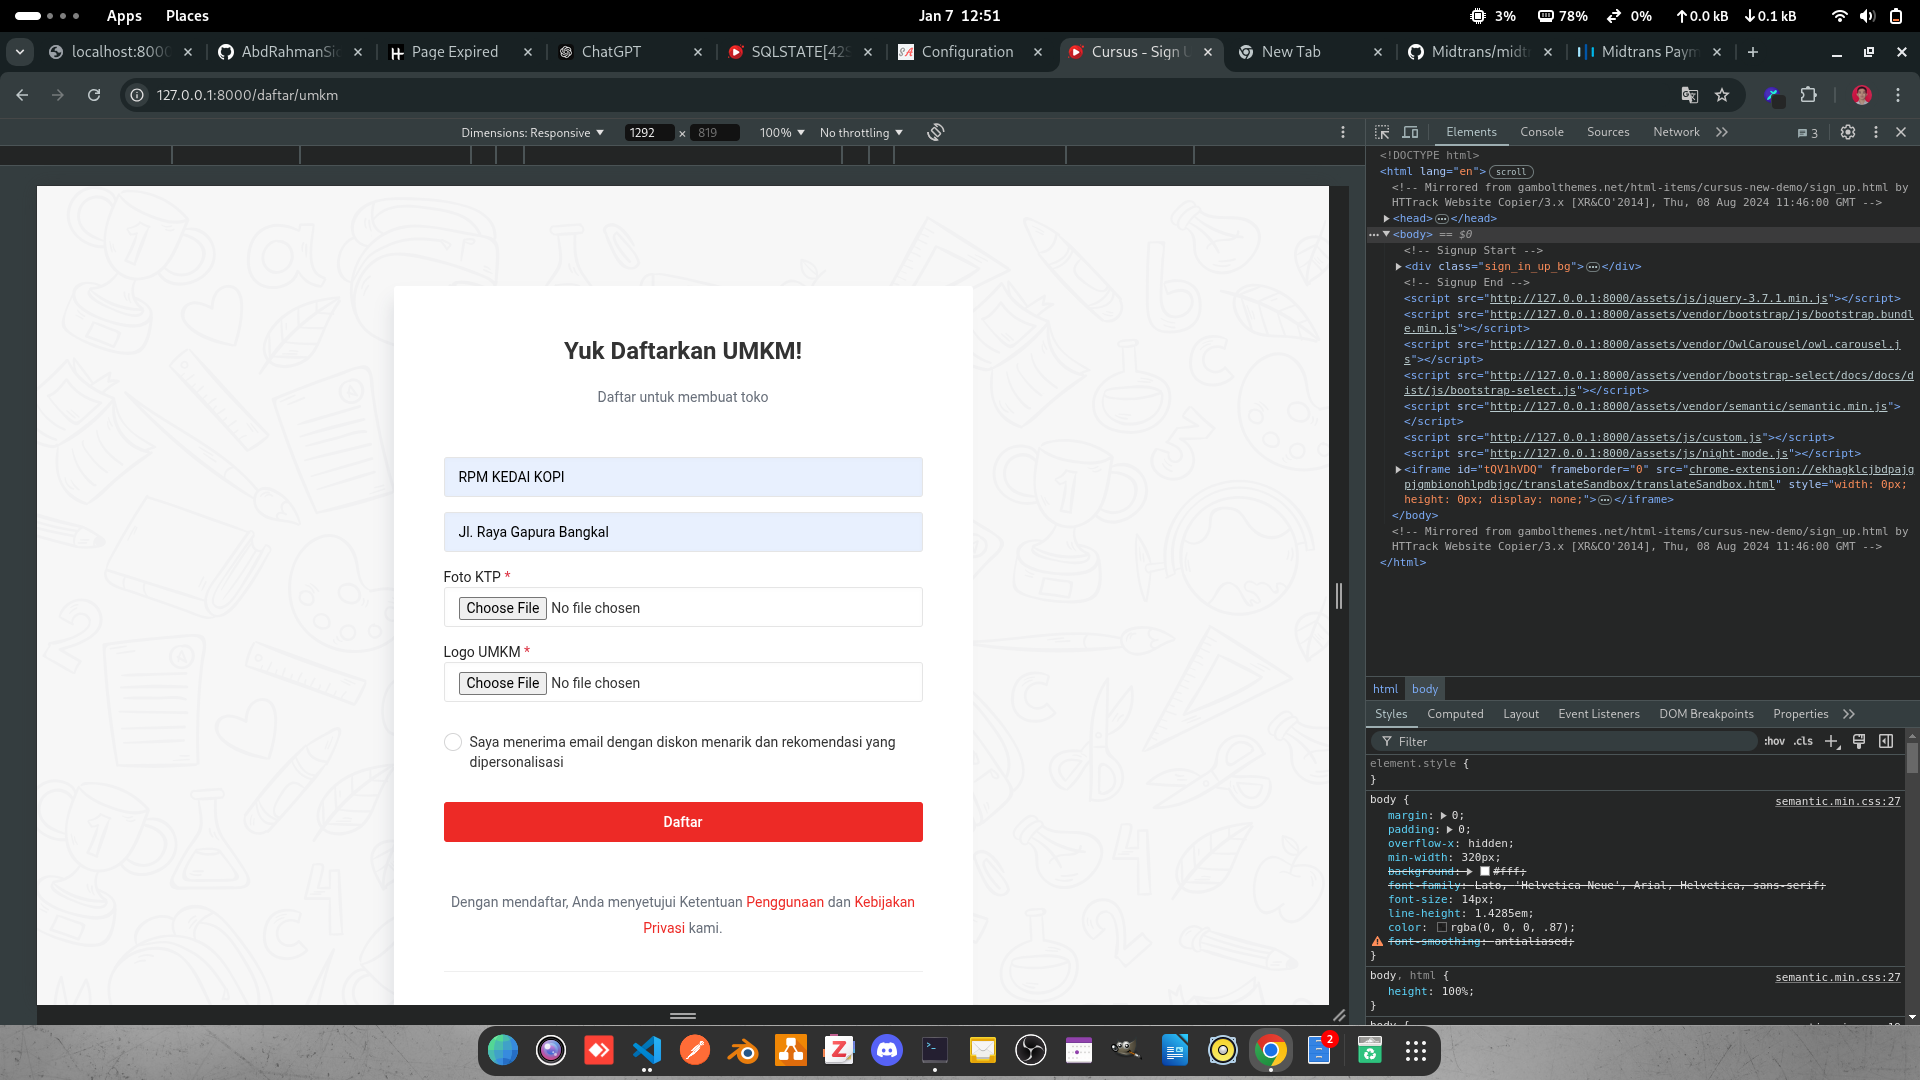 Apps
Places
Jan 7 12:51
3%
78%
0%
0.0 kB
0.1 kB
localhost:8000
AbdRahmanSi
Page Expired
ChatGPT
SQLSTATE[42S
Configuration
Cursus - Sign U
New Tab
Midtrans/midt
Midtrans Paym
127.0.0.1:8000/daftar/umkm
Dimensions: Responsive
1292 × 819
100%
No throttling
Elements
Console
Sources
Network
3
Yuk Daftarkan UMKM!
Daftar untuk membuat toko
RPM KEDAI KOPI
Jl. Raya Gapura Bangkal
Foto KTP *
Choose File No file chosen
Logo UMKM *
Choose File No file chosen
Saya menerima email dengan diskon menarik dan rekomendasi yang
dipersonalisasi
Daftar
Dengan mendaftar, Anda menyetujui Ketentuan Penggunaan dan Kebijakan
Privasi kami.
<!DOCTYPE html>
<html lang="en"> scroll
<!-- Mirrored from gambolthemes.net/html-items/cursus-new-demo/sign_up.html by
HTTrack Website Copier/3.x [XR&CO'2014], Thu, 08 Aug 2024 11:46:00 GMT -->
<head> … </head>
<body> == $0
<!-- Signup Start -->
<div class="sign_in_up_bg"> … </div>
<!-- Signup End -->
<script src="http://127.0.0.1:8000/assets/js/jquery-3.7.1.min.js"></script>
<script src="http://127.0.0.1:8000/assets/vendor/bootstrap/js/bootstrap.bundl
e.min.js"></script>
<script src="http://127.0.0.1:8000/assets/vendor/OwlCarousel/owl.carousel.j
s"></script>
<script src="http://127.0.0.1:8000/assets/vendor/bootstrap-select/docs/docs/d
ist/js/bootstrap-select.js"></script>
<script src="http://127.0.0.1:8000/assets/vendor/semantic/semantic.min.js">
</script>
<script src="http://127.0.0.1:8000/assets/js/custom.js"></script>
<script src="http://127.0.0.1:8000/assets/js/night-mode.js"></script>
<iframe id="tQV1hVDQ" frameborder="0" src="chrome-extension://ekhagklcjbdpajg
pjgmbionohlpdbjgc/translateSandbox/translateSandbox.html" style="width: 0px;
height: 0px; display: none;"> … </iframe>
</body>
<!-- Mirrored from gambolthemes.net/html-items/cursus-new-demo/sign_up.html by
HTTrack Website Copier/3.x [XR&CO'2014], Thu, 08 Aug 2024 11:46:00 GMT -->
</html>
html body
Styles
Computed
Layout
Event Listeners
DOM Breakpoints
Properties
Filter
:hov .cls
element.style {
}
body {
semantic.min.css:27
margin: 0;
padding: 0;
overflow-x: hidden;
min-width: 320px;
background: #fff;
font-family: Lato, 'Helvetica Neue', Arial, Helvetica, sans-serif;
font-size: 14px;
line-height: 1.4285em;
color: rgba(0, 0, 0, .87);
font-smoothing: antialiased;
}
body, html {
semantic.min.css:27
height: 100%;
}
2